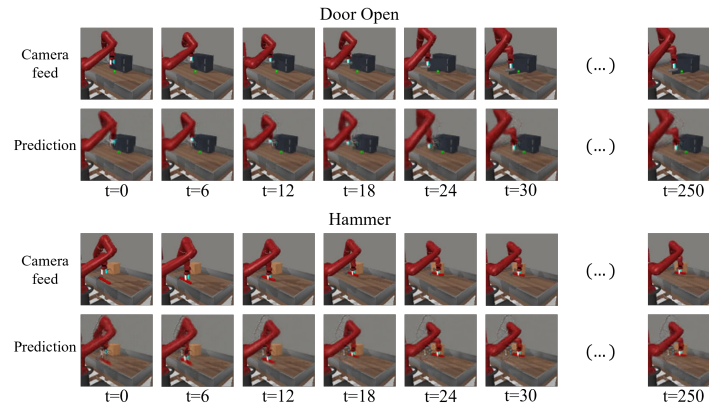 Door Open
Camera
feed
(...)
Prediction
(...)
t=0 t=6 t=12 t=18 t=24 t=30 t=250
Hammer
Camera
feed
(...)
Prediction
(...)
t=0 t=6 t=12 t=18 t=24 t=30 t=250